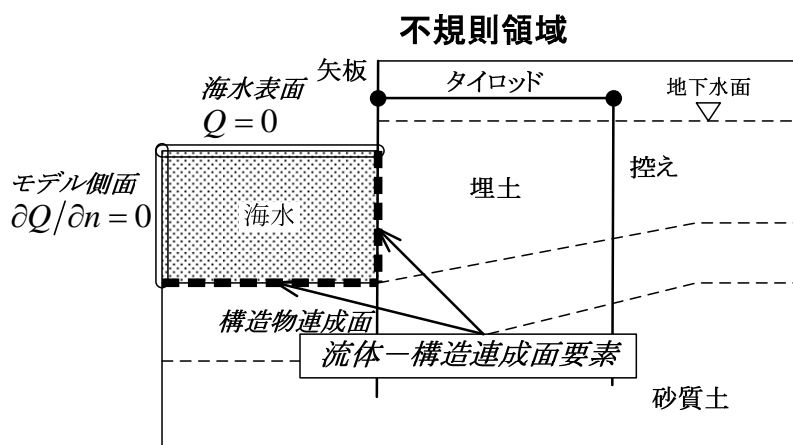 不規則領域
矢板
タイロッド
地下水面
海水表面
Q = 0
控え
モデル側面
∂Q/∂n = 0
埋土
海水
構造物連成面
流体－構造連成面要素
砂質土